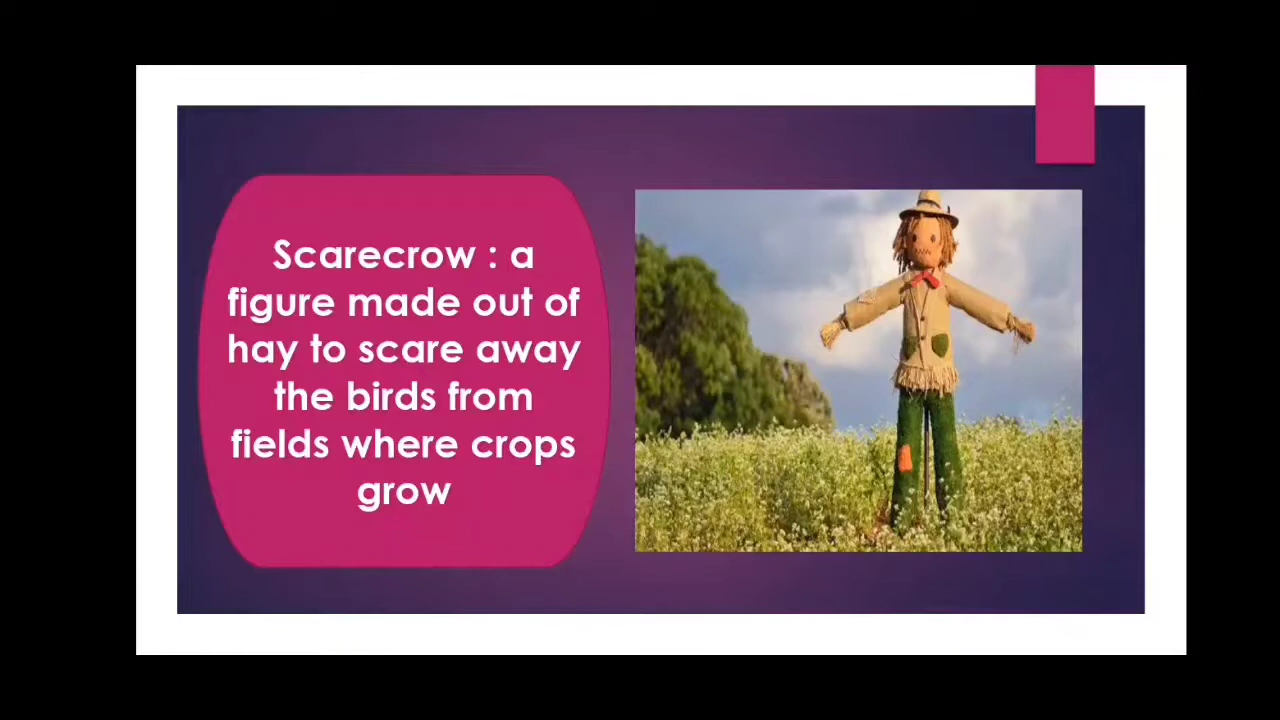 Scarecrow : a
figure made out of
hay to scare away
the birds from
fields where crops
grow